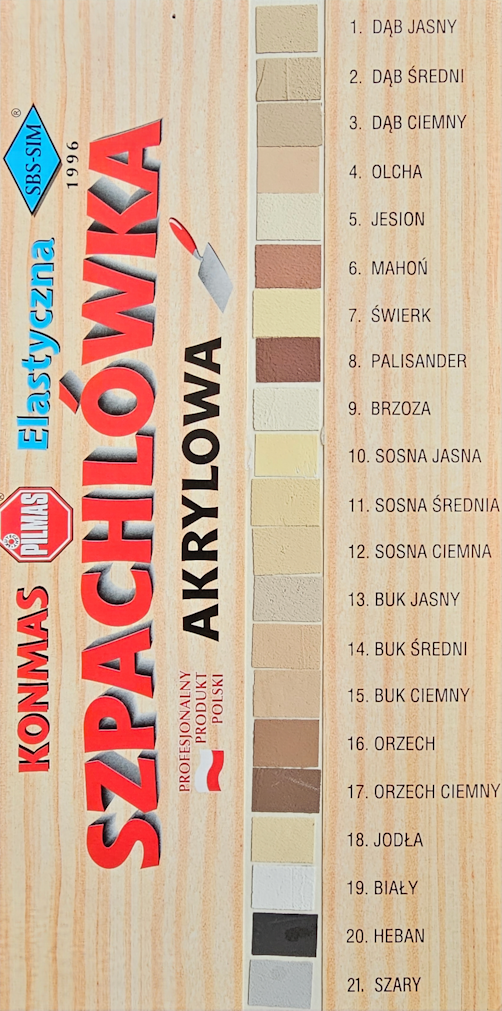 SBS-SIM
®
1996
KONMAS
PILMAS
®
Elastyczna
SZPACHLÓWKA
AKRYLOWA
PROFESJONALNY
PRODUKT
POLSKI
1. DĄB JASNY
2. DĄB ŚREDNI
3. DĄB CIEMNY
4. OLCHA
5. JESION
6. MAHOŃ
7. ŚWIERK
8. PALISANDER
9. BRZOZA
10. SOSNA JASNA
11. SOSNA ŚREDNIA
12. SOSNA CIEMNA
13. BUK JASNY
14. BUK ŚREDNI
15. BUK CIEMNY
16. ORZECH
17. ORZECH CIEMNY
18. JODŁA
19. BIAŁY
20. HEBAN
21. SZARY